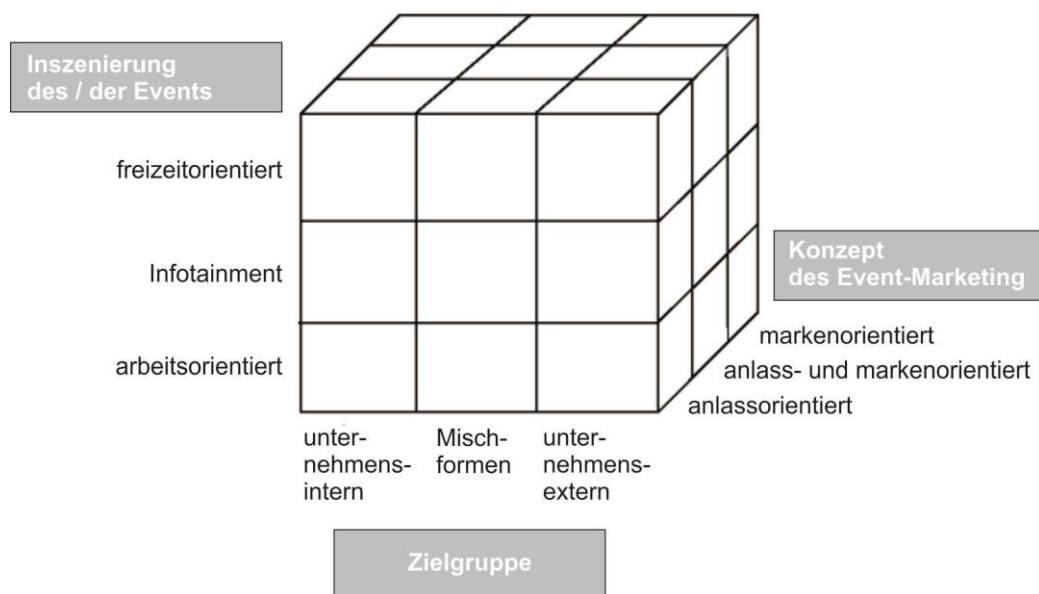 Inszenierung
des / der Events
freizeitorientiert
Infotainment
arbeitsorientiert
Konzept
des Event-Marketing
markenorientiert
anlass- und markenorientiert
anlassorientiert
unter-
nehmens-
intern
Misch-
formen
unter-
nehmens-
extern
Zielgruppe